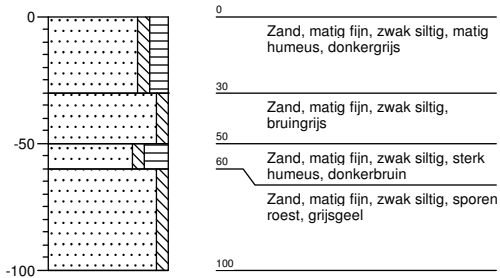 0
0
Zand, matig fijn, zwak siltig, matig
humeus, donkergrijs
30
Zand, matig fijn, zwak siltig,
bruingrijs
-50
50
Zand, matig fijn, zwak siltig, sterk
humeus, donkerbruin
60
Zand, matig fijn, zwak siltig, sporen
roest, grijsgeel
-100
100